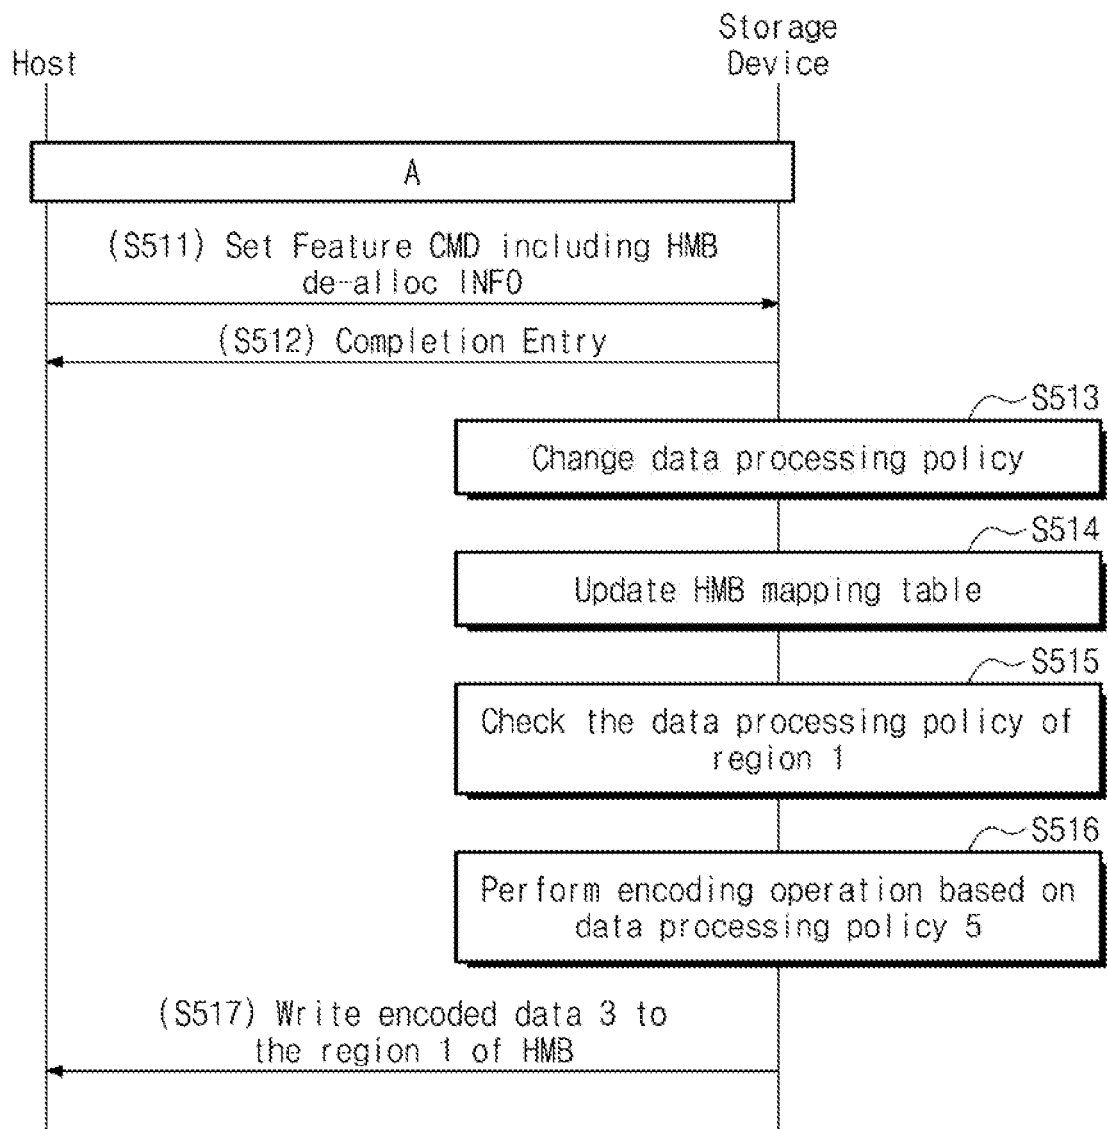 Host
Storage
Device
A
(S511) Set Feature CMD including HMB
de-alloc INFO
(S512) Completion Entry
S513
Change data processing policy
S514
Update HMB mapping table
S515
Check the data processing policy of
region 1
S516
Perform encoding operation based on
data processing policy 5
(S517) Write encoded data 3 to
the region 1 of HMB